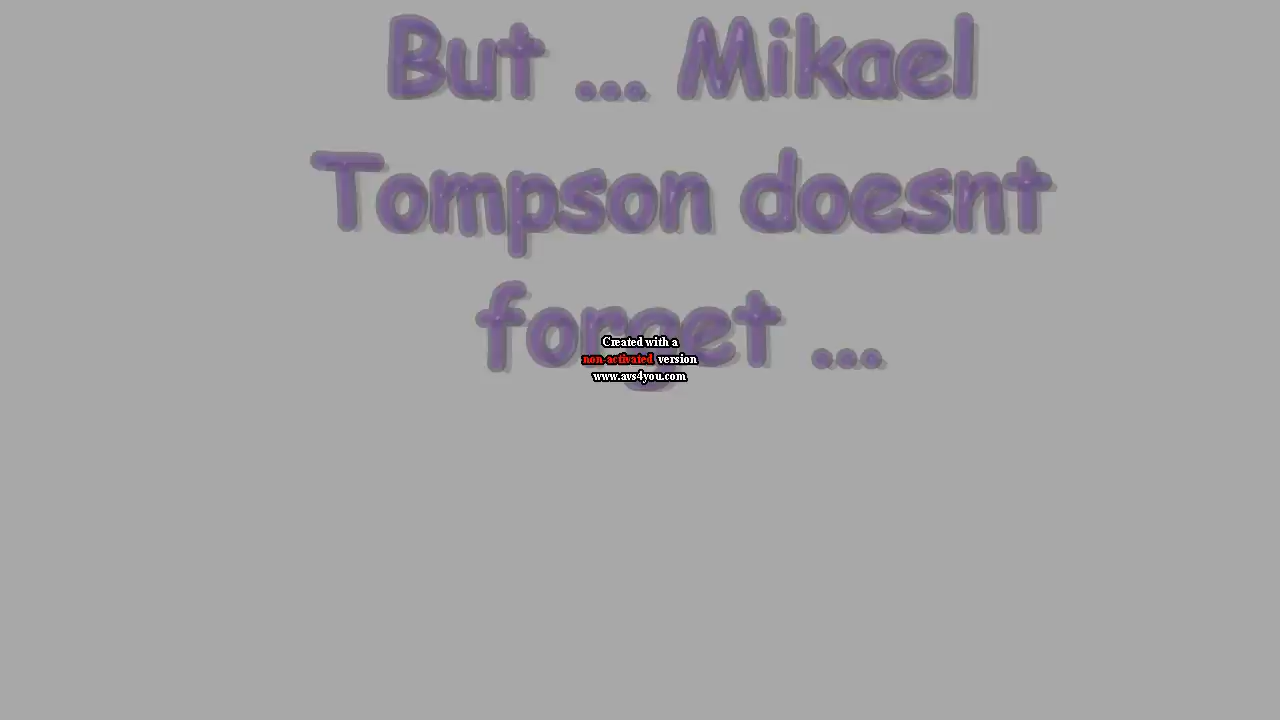 But ... Mikael
Tompson doesnt
forget ...
Created with a
non-activated version
www.avs4you.com